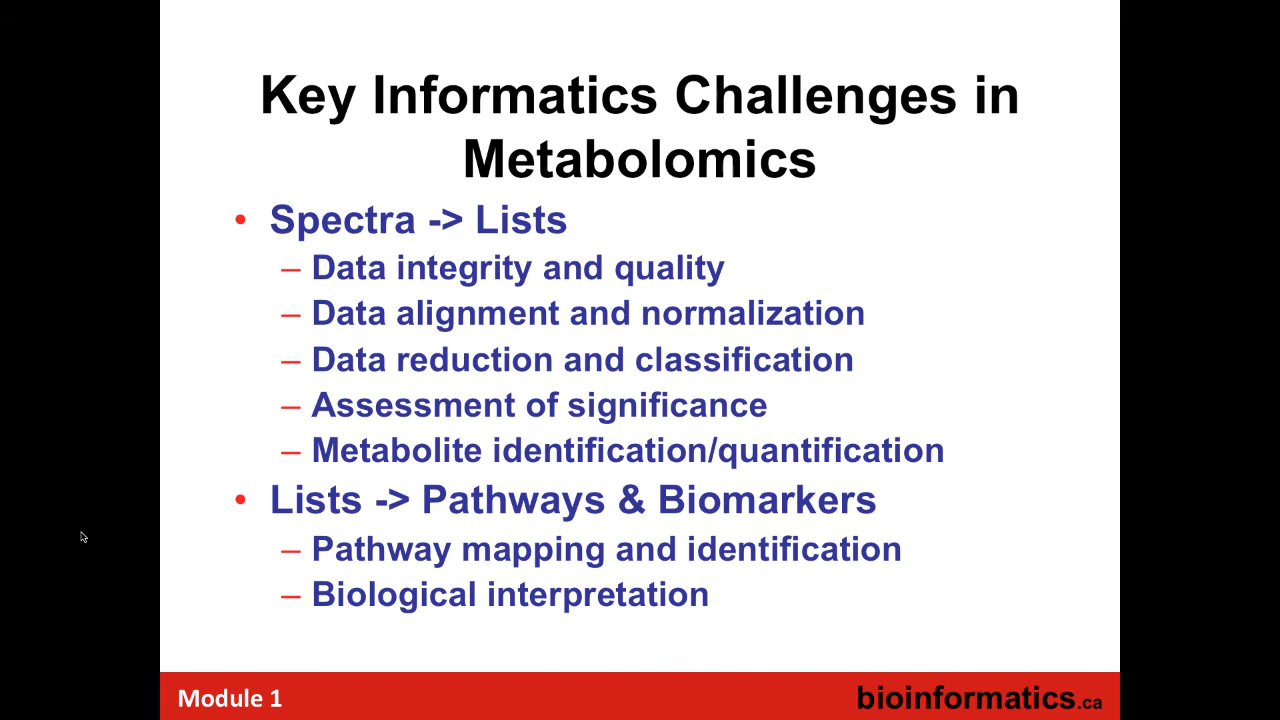 Key Informatics Challenges in
Metabolomics
• Spectra -> Lists
– Data integrity and quality
– Data alignment and normalization
– Data reduction and classification
– Assessment of significance
– Metabolite identification/quantification
• Lists -> Pathways & Biomarkers
– Pathway mapping and identification
– Biological interpretation
Module 1
bioinformatics.ca